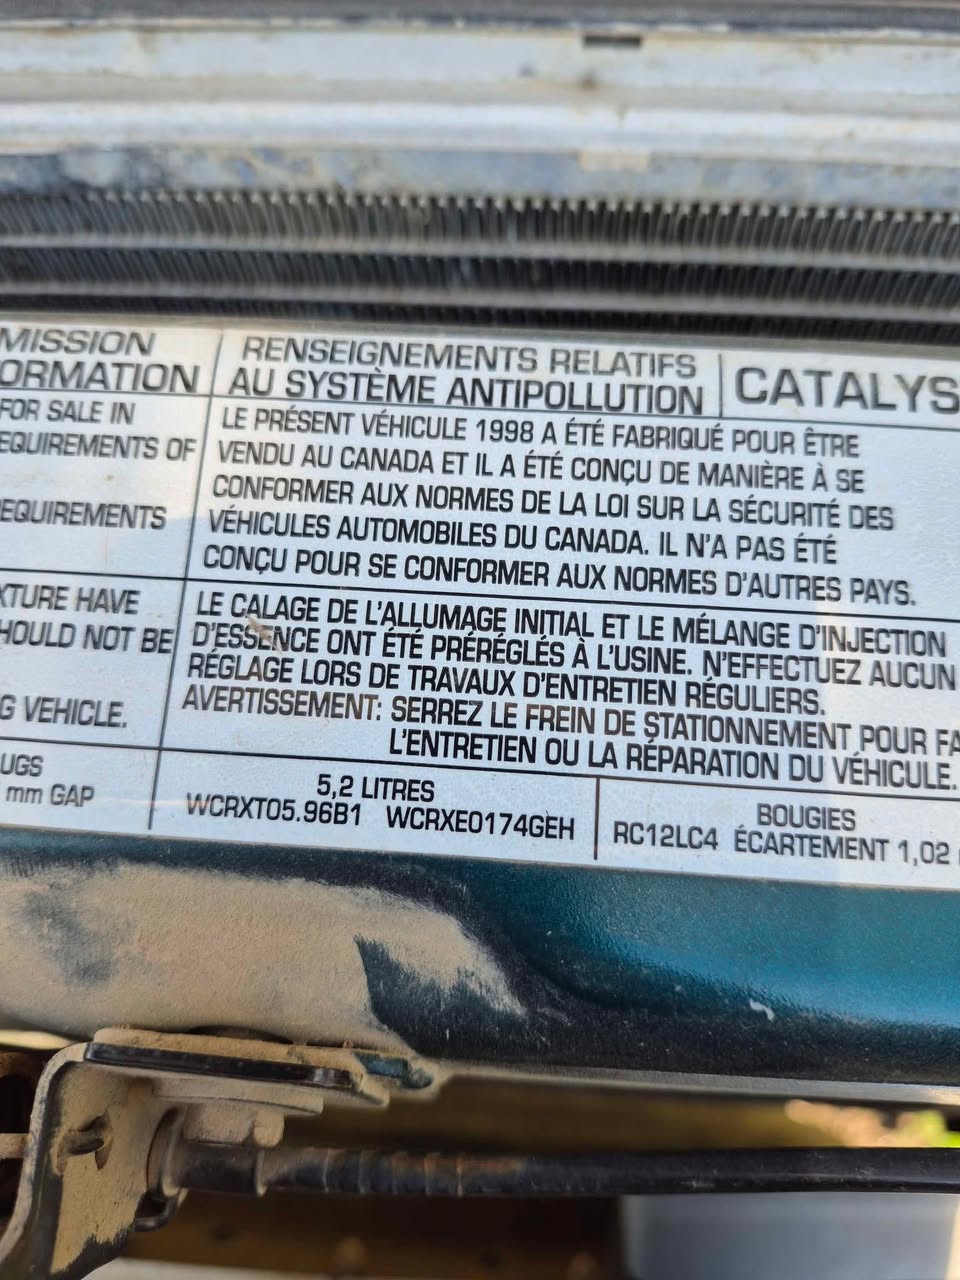 MISSION
ORMATION
FOR SALE IN
EQUIREMENTS OF
EQUIREMENTS
XTURE HAVE
HOULD NOT BE
G VEHICLE.
UGS
mm GAP
RENSEIGNEMENTS RELATIFS
AU SYSTÈME ANTIPOLLUTION
CATALYS
LE PRÉSENT VÉHICULE 1998 A ÉTÉ FABRIQUÉ POUR ÊTRE
VENDU AU CANADA ET IL A ÉTÉ CONÇU DE MANIÈRE À SE
CONFORMER AUX NORMES DE LA LOI SUR LA SÉCURITÉ DES
VÉHICULES AUTOMOBILES DU CANADA. IL N'A PAS ÉTÉ
CONÇU POUR SE CONFORMER AUX NORMES D'AUTRES PAYS.
LE CALAGE DE L'ALLUMAGE INITIAL ET LE MÉLANGE D'INJECTION
D'ESSENCE ONT ÉTÉ PRÉRÉGLÉS À L'USINE. N'EFFECTUEZ AUCUN
RÉGLAGE LORS DE TRAVAUX D'ENTRETIEN RÉGULIERS.
AVERTISSEMENT: SERREZ LE FREIN DE STATIONNEMENT POUR FA
L'ENTRETIEN OU LA RÉPARATION DU VÉHICULE.
5,2 LITRES
WCRXT05.96B1 WCRXE0174GEH
BOUGIES
RC12LC4 ÉCARTEMENT 1,02